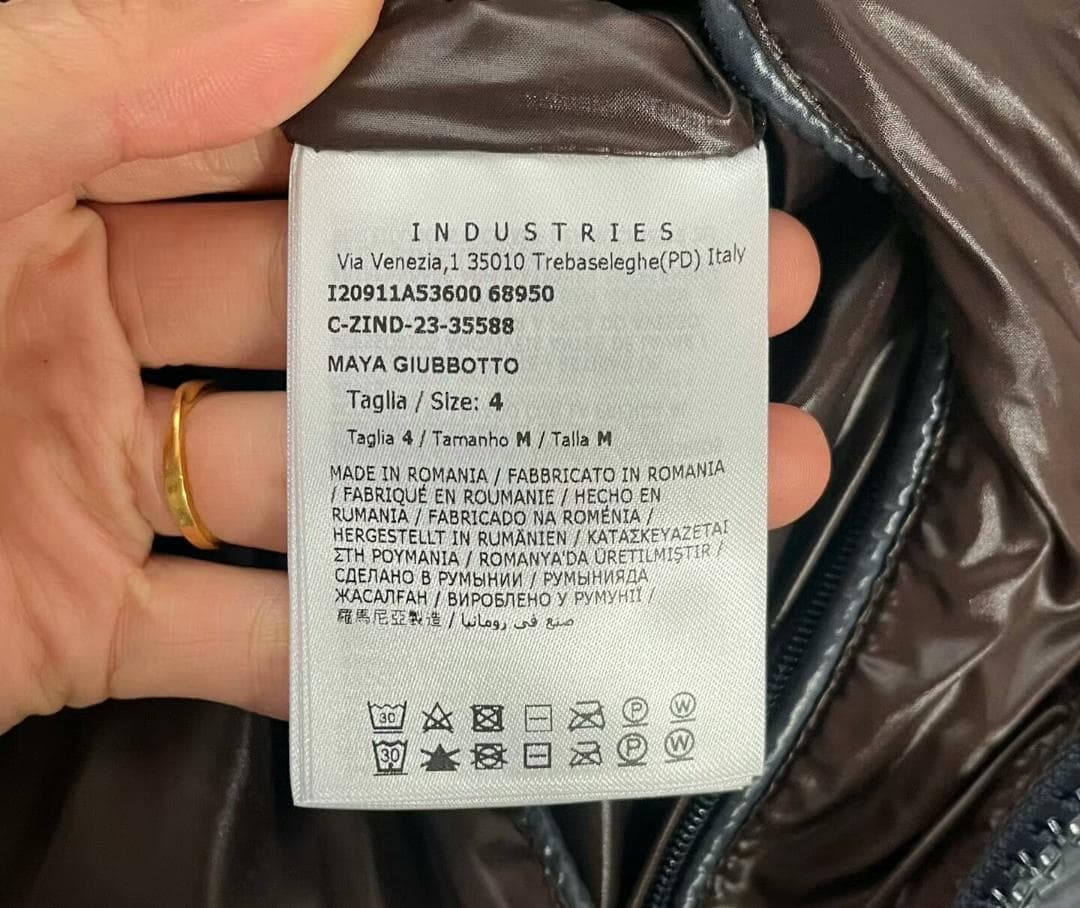 INDUSTRIES
Via Venezia,1 35010 Trebaseleghe(PD) Italy
I20911A53600 68950
C-ZIND-23-35588
MAYA GIUBBOTTO
Taglia / Size: 4
Taglia 4 / Tamanho M / Talla M
MADE IN ROMANIA / FABBRICATO IN ROMANIA
/ FABRIQUÉ EN ROUMANIE / HECHO EN
RUMANIA / FABRICADO NA ROMÉNIA /
HERGESTELLT IN RUMÄNIEN / ΚΑΤΑΣΚΕΥΑΖΕΤΑΙ
ΣΤΗ ΡΟΥΜΑΝΙΑ / ROMANYA'DA ÜRETILMIŞTIR /
СДЕЛАНО В РУМЫНИИ / РУМЫНИЯДА
ЖАСАЛҒАН / ВИРОБЛЕНО У РУМУНІЇ /
羅馬尼亞製造 / صنع في رومانيا
30 P W
30 P W